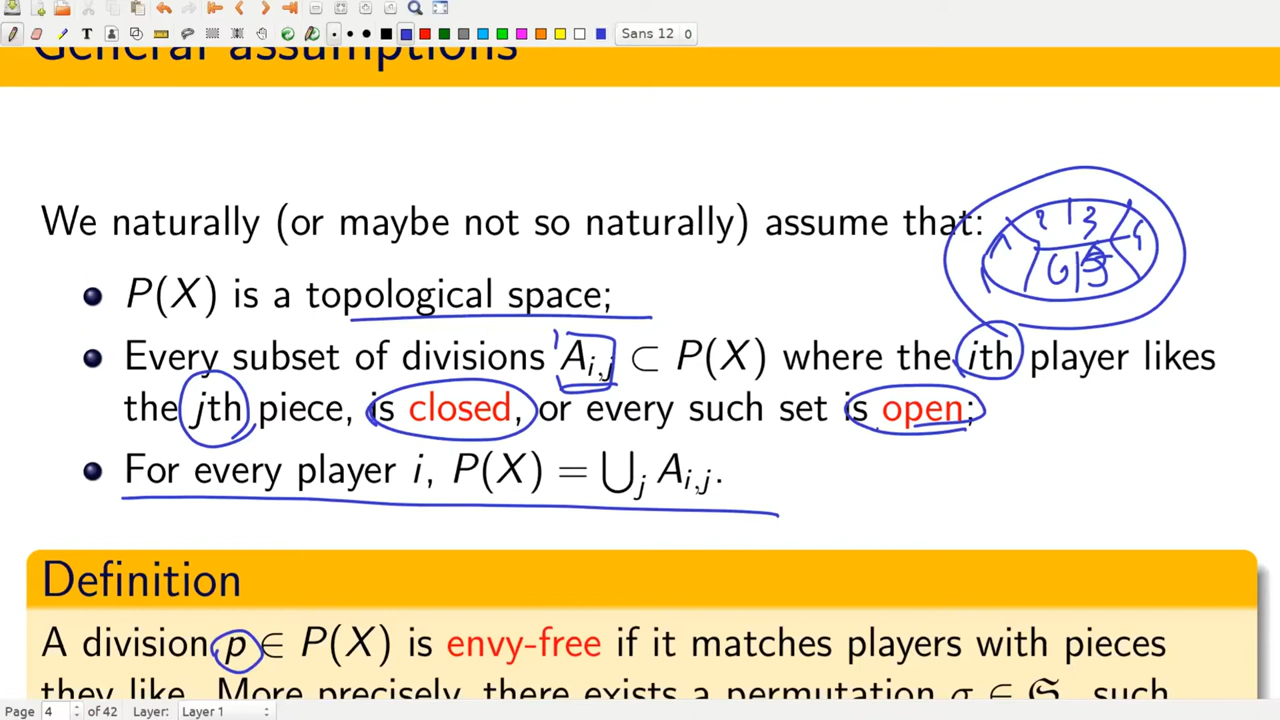 Sans 12 0
General assumptions
We naturally (or maybe not so naturally) assume that:
2 3
6
P(X) is a topological space;
Every subset of divisions A_{i,j} ⊂ P(X) where the ith player likes
the jth piece, is closed, or every such set is open;
For every player i, P(X) = ⋃_j A_{i,j}.
Definition
A division p ∈ P(X) is envy-free if it matches players with pieces
they like. More precisely, there exists a permutation σ ∈ 𝔖 such
Page 4 of 42 Layer: Layer 1